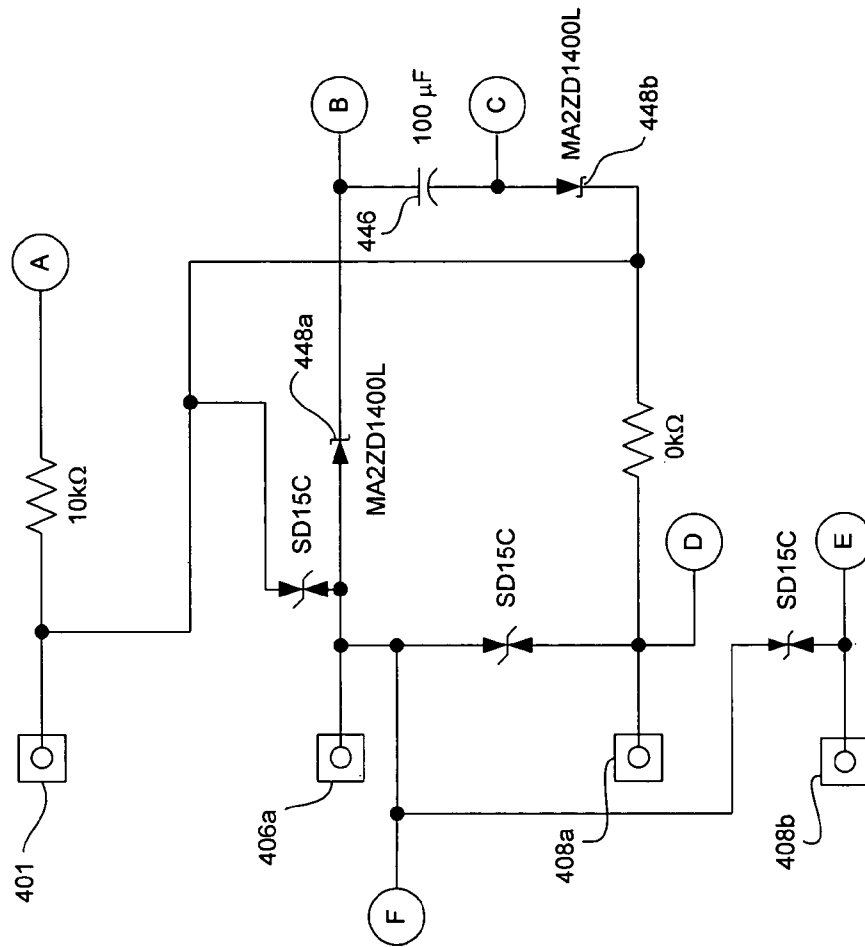 A
10kΩ
401
SD15C
448a
MA2ZD1400L
B
446
100 µF
C
MA2ZD1400L
448b
406a
F
SD15C
0kΩ
408a
D
SD15C
E
408b